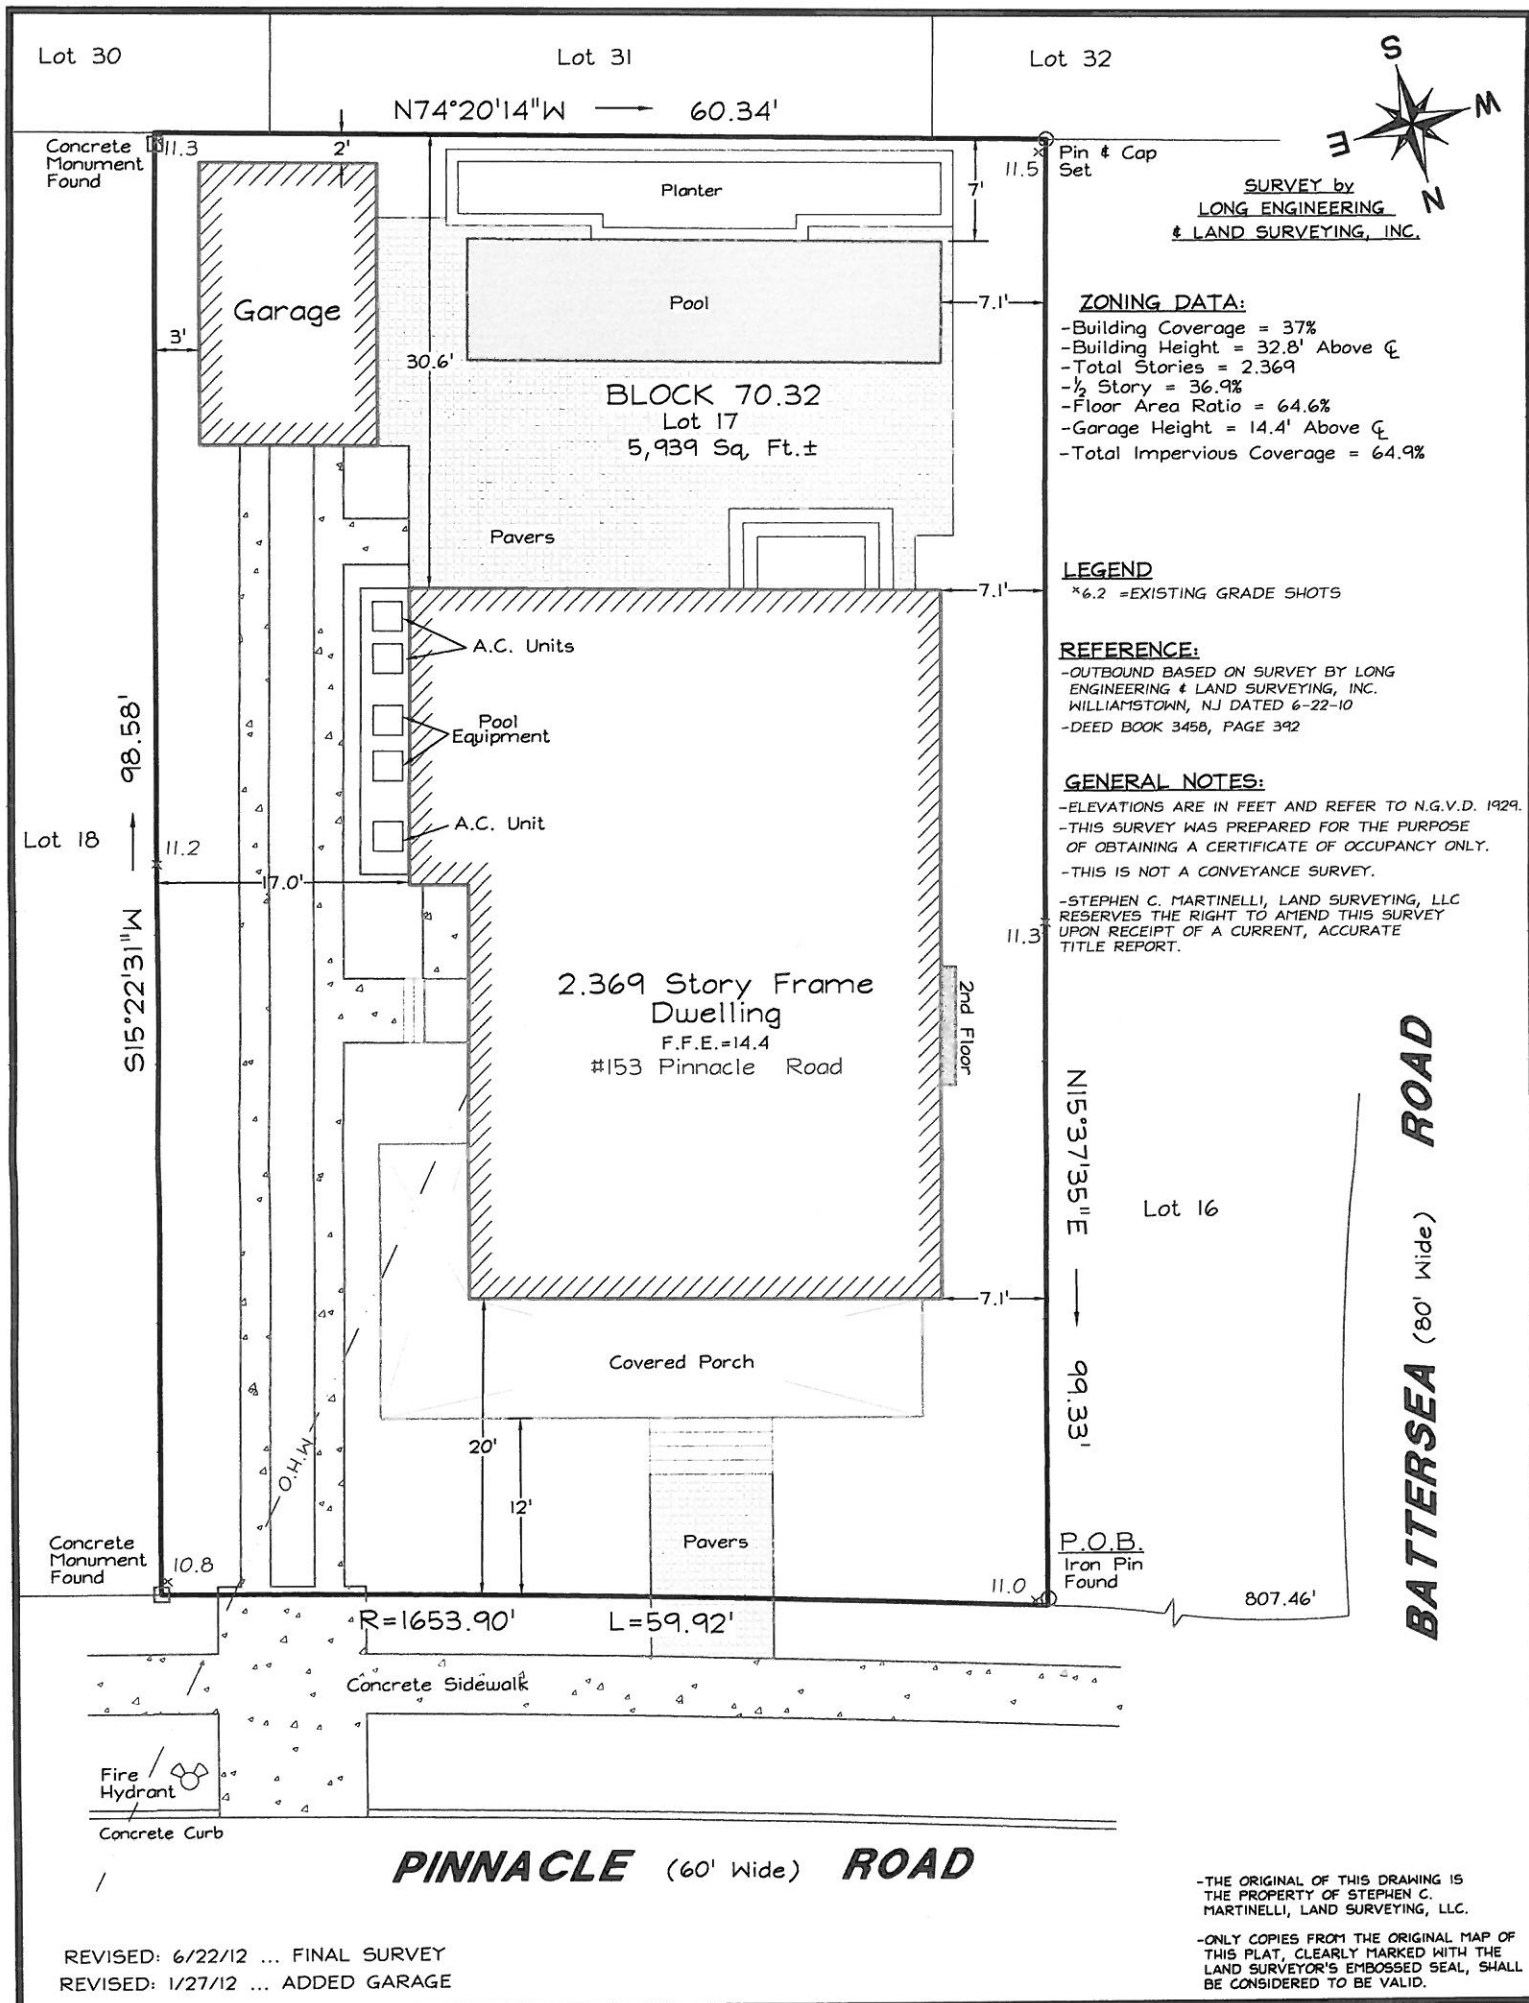 Lot 30
Lot 31
Lot 32
S
W
E
N
N74°20'14"W → 60.34'
Concrete
Monument
Found
11.3
2'
Pin & Cap
Set
11.5
7'
Planter
SURVEY by
LONG ENGINEERING
& LAND SURVEYING, INC.
Garage
Pool
7.1'
3'
30.6'
ZONING DATA:
-Building Coverage = 37%
-Building Height = 32.8' Above ℄
-Total Stories = 2.369
-½ Story = 36.9%
-Floor Area Ratio = 64.6%
-Garage Height = 14.4' Above ℄
-Total Impervious Coverage = 64.9%
BLOCK 70.32
Lot 17
5,939 Sq. Ft.±
Pavers
7.1'
LEGEND
×6.2 =EXISTING GRADE SHOTS
A.C. Units
Pool
Equipment
A.C. Unit
REFERENCE:
-OUTBOUND BASED ON SURVEY BY LONG
ENGINEERING & LAND SURVEYING, INC.
WILLIAMSTOWN, NJ DATED 6-22-10
-DEED BOOK 3458, PAGE 392
GENERAL NOTES:
-ELEVATIONS ARE IN FEET AND REFER TO N.G.V.D. 1929.
-THIS SURVEY WAS PREPARED FOR THE PURPOSE
OF OBTAINING A CERTIFICATE OF OCCUPANCY ONLY.
-THIS IS NOT A CONVEYANCE SURVEY.
-STEPHEN C. MARTINELLI, LAND SURVEYING, LLC
RESERVES THE RIGHT TO AMEND THIS SURVEY
UPON RECEIPT OF A CURRENT, ACCURATE
TITLE REPORT.
Lot 18
11.2
17.0'
S15°22'31"W → 98.58'
11.3
2.369 Story Frame
Dwelling
F.F.E.=14.4
#153 Pinnacle Road
2nd Floor
N15°37'35"E → 99.33'
Lot 16
BATTERSEA (80' Wide) ROAD
7.1'
Covered Porch
20'
12'
O.H.W.
Pavers
Concrete
Monument
Found
10.8
P.O.B.
Iron Pin
Found
11.0
807.46'
R=1653.90' L=59.92'
Concrete Sidewalk
Fire
Hydrant
Concrete Curb
PINNACLE (60' Wide) ROAD
-THE ORIGINAL OF THIS DRAWING IS
THE PROPERTY OF STEPHEN C.
MARTINELLI, LAND SURVEYING, LLC.
-ONLY COPIES FROM THE ORIGINAL MAP OF
THIS PLAT, CLEARLY MARKED WITH THE
LAND SURVEYOR'S EMBOSSED SEAL, SHALL
BE CONSIDERED TO BE VALID.
REVISED: 6/22/12 ... FINAL SURVEY
REVISED: 1/27/12 ... ADDED GARAGE